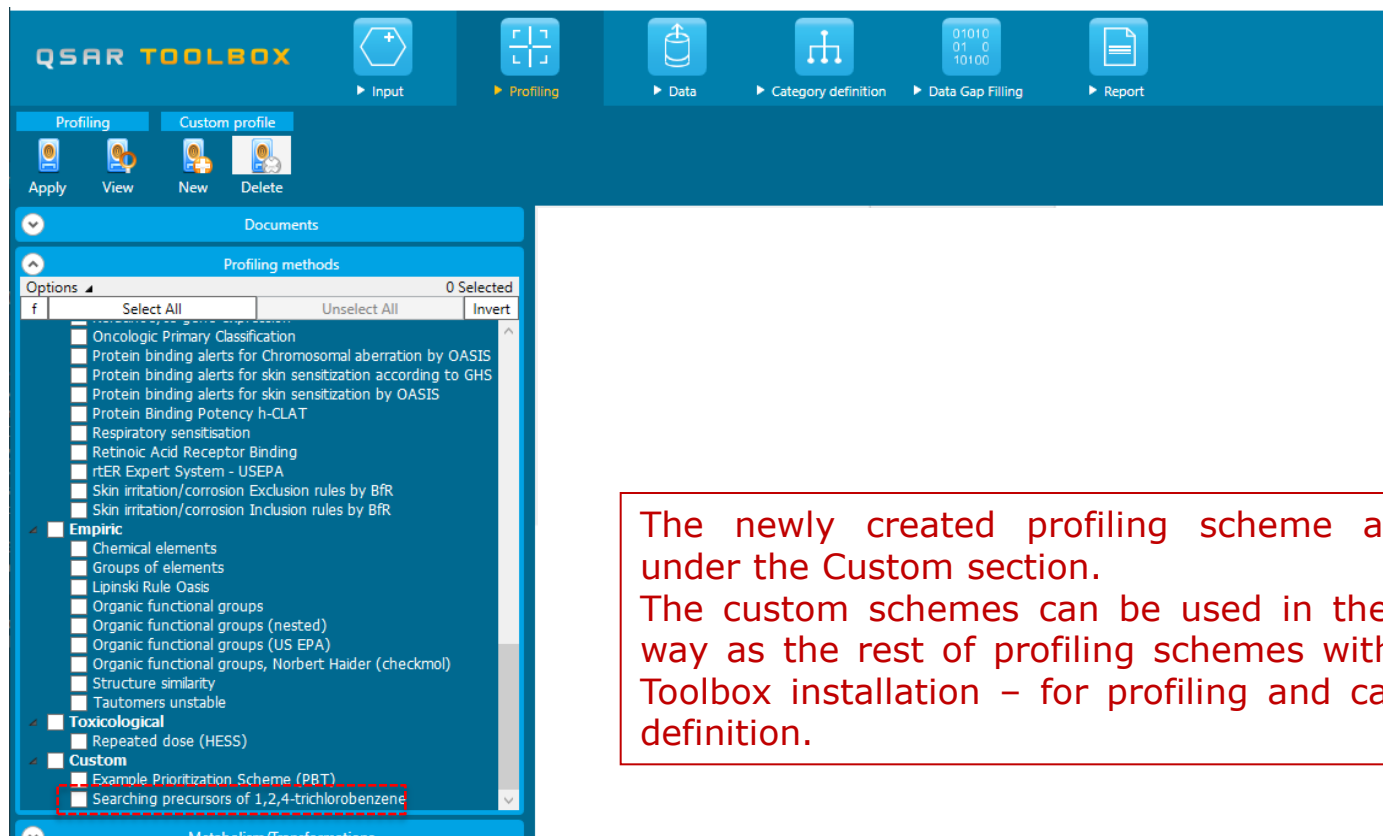 QSAR TOOLBOX
01010
01 0
10100
Input
Profiling
Data
Category definition
Data Gap Filling
Report
Profiling
Custom profile
Apply
View
New
Delete
Documents
Profiling methods
Options
0 Selected
f
Select All
Unselect All
Invert
Oncologic Primary Classification
Protein binding alerts for Chromosomal aberration by OASIS
Protein binding alerts for skin sensitization according to GHS
Protein binding alerts for skin sensitization by OASIS
Protein Binding Potency h-CLAT
Respiratory sensitisation
Retinoic Acid Receptor Binding
rtER Expert System - USEPA
Skin irritation/corrosion Exclusion rules by BfR
Skin irritation/corrosion Inclusion rules by BfR
Empiric
Chemical elements
Groups of elements
Lipinski Rule Oasis
Organic functional groups
Organic functional groups (nested)
Organic functional groups (US EPA)
Organic functional groups, Norbert Haider (checkmol)
Structure similarity
Tautomers unstable
Toxicological
Repeated dose (HESS)
Custom
Example Prioritization Scheme (PBT)
Searching precursors of 1,2,4-trichlorobenzene
The newly created profiling scheme a
under the Custom section.
The custom schemes can be used in the
way as the rest of profiling schemes with
Toolbox installation – for profiling and ca
definition.